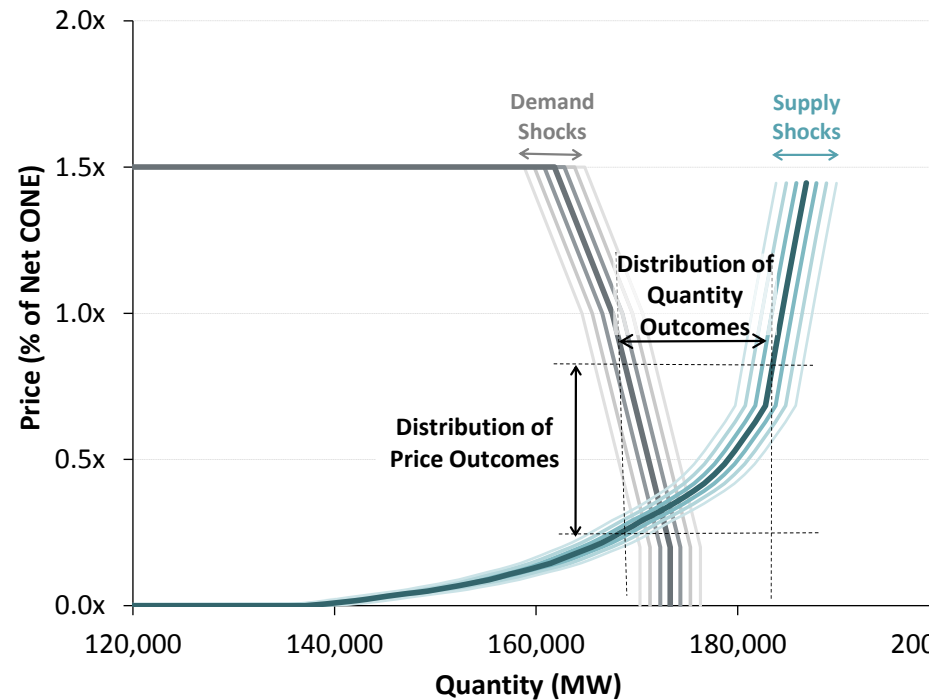 2.0x
Demand
Shocks
Supply
Shocks
1.5x
Distribution of
Quantity
Outcomes
1.0x
Distribution of
Price Outcomes
0.5x
0.0x
Price (% of Net CONE)
120,000
140,000
160,000
180,000
200
Quantity (MW)